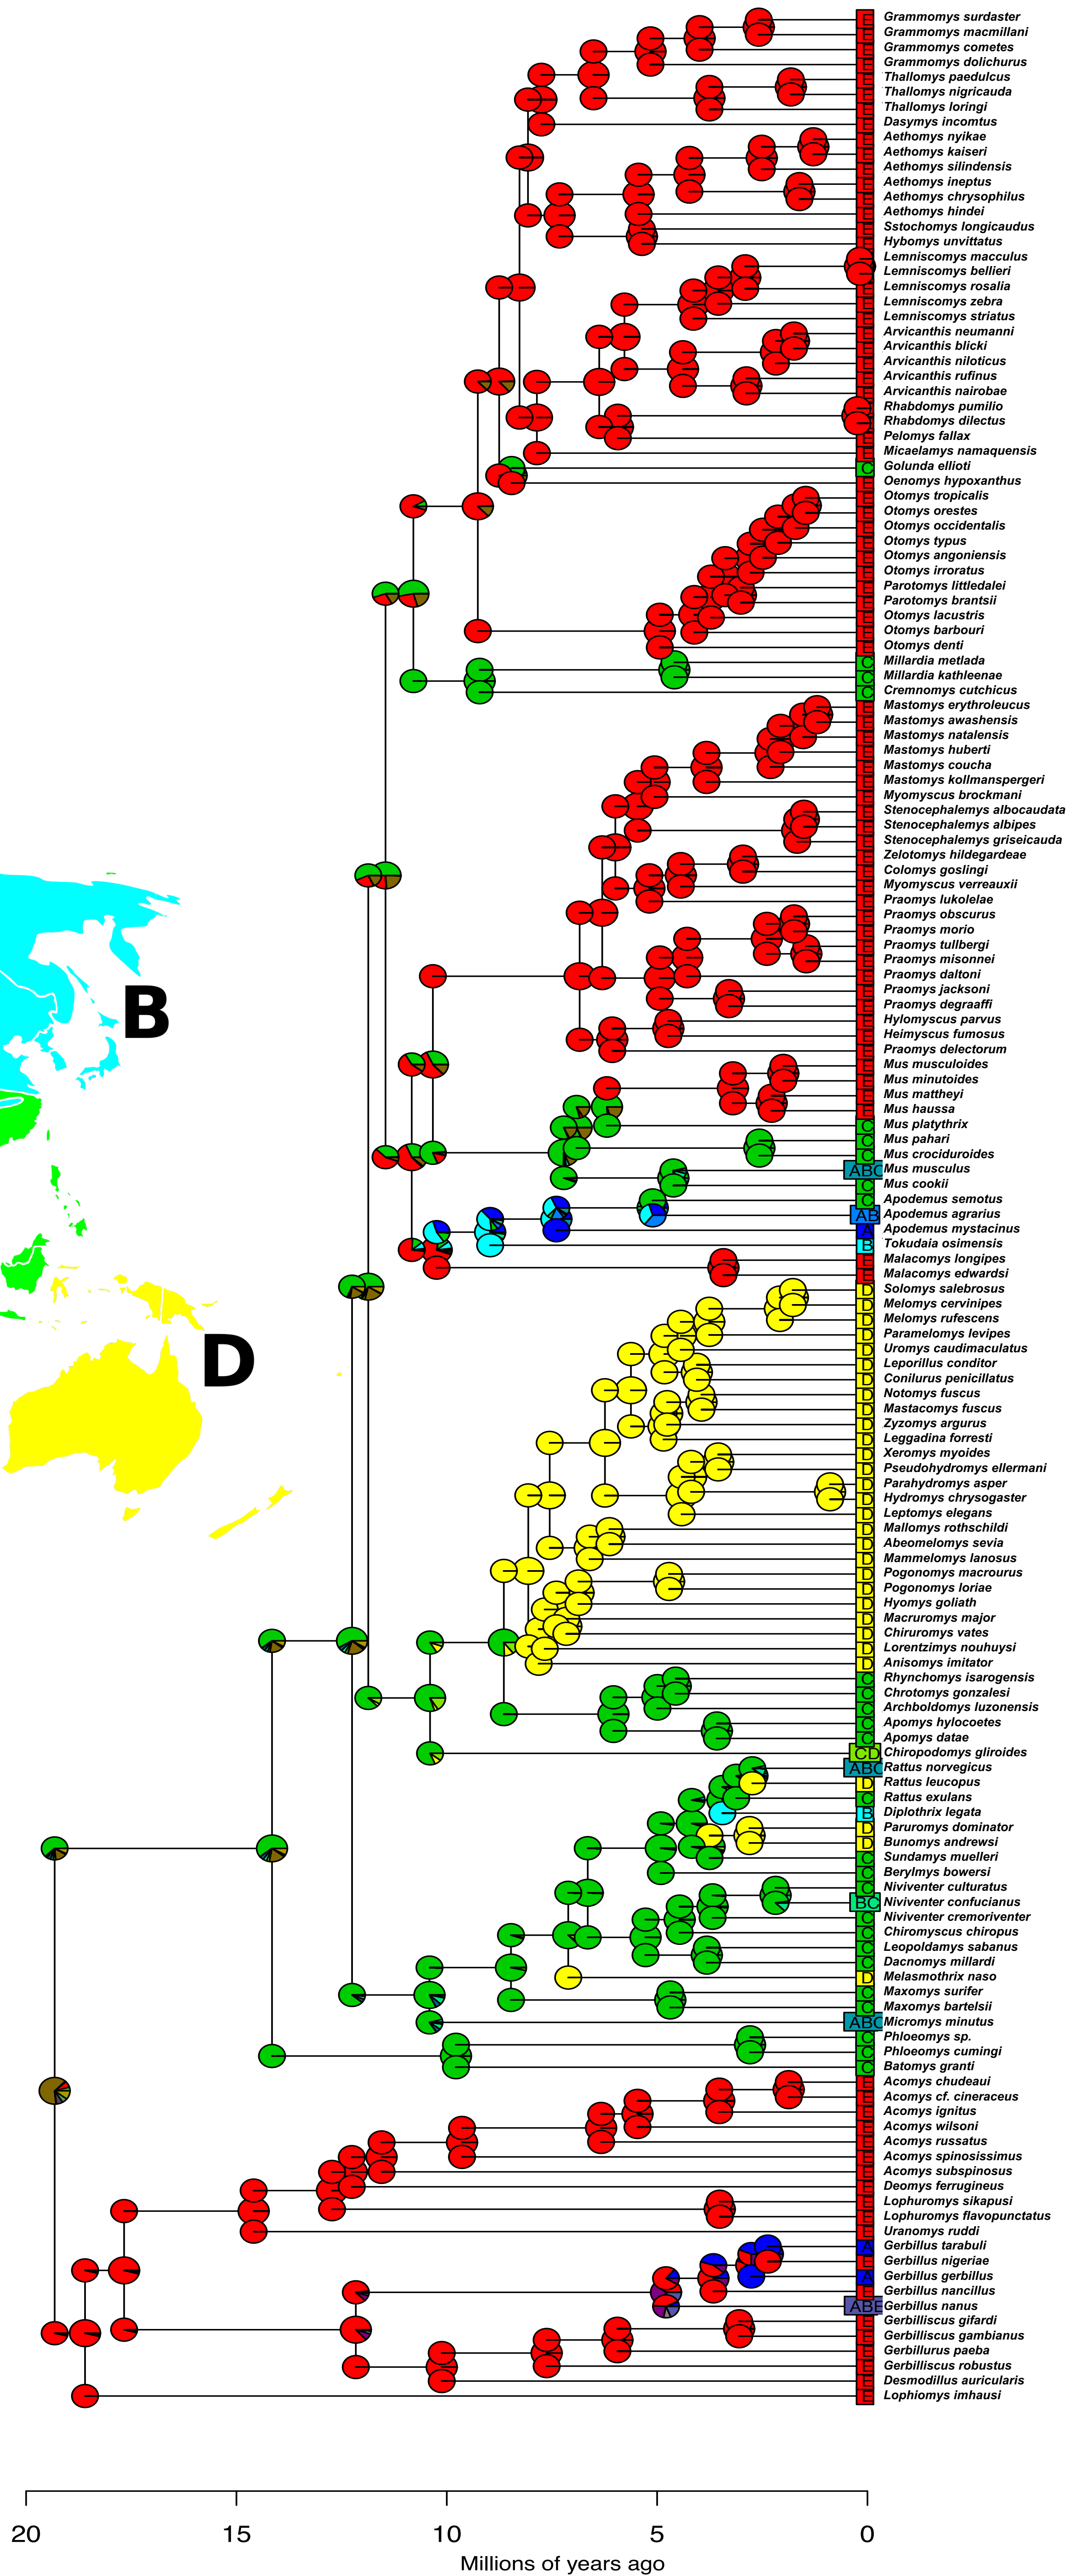 E Grammomys surdaster
E Grammomys macmillani
E Grammomys cometes
E Grammomys dolichurus
E Thallomys paedulcus
E Thallomys nigricauda
E Thallomys loringi
E Dasymys incomtus
E Aethomys nyikae
E Aethomys kaiseri
E Aethomys silindensis
E Aethomys ineptus
E Aethomys chrysophilus
E Aethomys hindei
E Sstochomys longicaudus
E Hybomys unvittatus
E Lemniscomys macculus
E Lemniscomys bellieri
E Lemniscomys rosalia
E Lemniscomys zebra
E Lemniscomys striatus
E Arvicanthis neumanni
E Arvicanthis blicki
E Arvicanthis niloticus
E Arvicanthis rufinus
E Arvicanthis nairobae
E Rhabdomys pumilio
E Rhabdomys dilectus
E Pelomys fallax
E Micaelamys namaquensis
C Golunda ellioti
E Oenomys hypoxanthus
E Otomys tropicalis
E Otomys orestes
E Otomys occidentalis
E Otomys typus
E Otomys angoniensis
E Otomys irroratus
E Parotomys littledalei
E Parotomys brantsii
E Otomys lacustris
E Otomys barbouri
E Otomys denti
C Millardia metlada
C Millardia kathleenae
C Cremnomys cutchicus
E Mastomys erythroleucus
E Mastomys awashensis
E Mastomys natalensis
E Mastomys huberti
E Mastomys coucha
E Mastomys kollmanspergeri
E Myomyscus brockmani
E Stenocephalemys albocaudata
E Stenocephalemys albipes
E Stenocephalemys griseicauda
E Zelotomys hildegardeae
E Colomys goslingi
E Myomyscus verreauxii
E Praomys lukolelae
E Praomys obscurus
E Praomys morio
E Praomys tullbergi
E Praomys misonnei
E Praomys daltoni
E Praomys jacksoni
E Praomys degraaffi
B
E Hylomyscus parvus
E Heimyscus fumosus
E Praomys delectorum
E Mus musculoides
E Mus minutoides
E Mus mattheyi
E Mus haussa
C Mus platythrix
C Mus pahari
C Mus crociduroides
ABC Mus musculus
C Mus cookii
C Apodemus semotus
AB Apodemus agrarius
A Apodemus mystacinus
B Tokudaia osimensis
E Malacomys longipes
E Malacomys edwardsi
D Solomys salebrosus
D Melomys cervinipes
D Melomys rufescens
D Paramelomys levipes
D Uromys caudimaculatus
D
D Leporillus conditor
D Conilurus penicillatus
D Notomys fuscus
D Mastacomys fuscus
D Zyzomys argurus
D Leggadina forresti
D Xeromys myoides
D Pseudohydromys ellermani
D Parahydromys asper
D Hydromys chrysogaster
D Leptomys elegans
D Mallomys rothschildi
D Abeomelomys sevia
D Mammelomys lanosus
D Pogonomys macrourus
D Pogonomys loriae
D Hyomys goliath
D Macruromys major
D Chiruromys vates
D Lorentzimys nouhuysi
D Anisomys imitator
C Rhynchomys isarogensis
C Chrotomys gonzalesi
C Archboldomys luzonensis
C Apomys hylocoetes
C Apomys datae
CD Chiropodomys gliroides
ABC Rattus norvegicus
D Rattus leucopus
C Rattus exulans
B Diplothrix legata
D Paruromys dominator
D Bunomys andrewsi
C Sundamys muelleri
C Berylmys bowersi
C Niviventer culturatus
BC Niviventer confucianus
C Niviventer cremoriventer
C Chiromyscus chiropus
C Leopoldamys sabanus
C Dacnomys millardi
D Melasmothrix naso
C Maxomys surifer
C Maxomys bartelsii
ABC Micromys minutus
C Phloeomys sp.
C Phloeomys cumingi
C Batomys granti
E Acomys chudeaui
E Acomys cf. cineraceus
E Acomys ignitus
E Acomys wilsoni
E Acomys russatus
E Acomys spinosissimus
E Acomys subspinosus
E Deomys ferrugineus
E Lophuromys sikapusi
E Lophuromys flavopunctatus
E Uranomys ruddi
A Gerbillus tarabuli
E Gerbillus nigeriae
A Gerbillus gerbillus
E Gerbillus nancillus
ABE Gerbillus nanus
E Gerbilliscus gifardi
E Gerbilliscus gambianus
E Gerbillurus paeba
E Gerbilliscus robustus
E Desmodillus auricularis
E Lophiomys imhausi
20 15 10 5 0
Millions of years ago